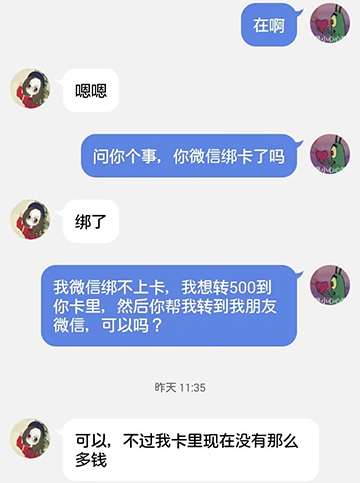 在啊
嗯嗯
问你个事，你微信绑卡了吗
绑了
我微信绑不上卡，我想转500到
你卡里，然后你帮我转到我朋友
微信，可以吗？
昨天 11:35
可以，不过我卡里现在没有那么
多钱